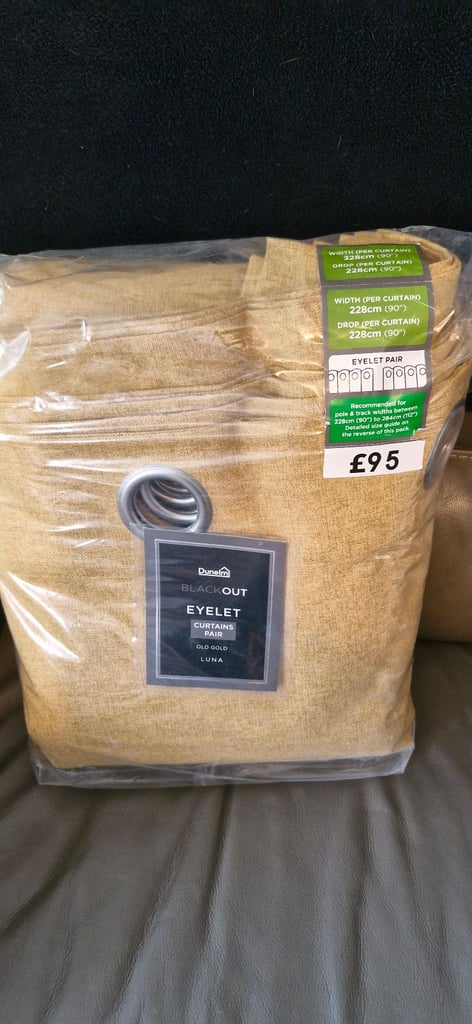 WIDTH (PER CURTAIN)
228cm (90")
DROP (PER CURTAIN)
228cm (90")
WIDTH (PER CURTAIN)
228cm (90")
DROP (PER CURTAIN)
228cm (90")
EYELET PAIR
Recommended for
pole & track widths between
228cm (90") to 284cm (112")
Detailed size guide on
the reverse of this pack.
£95
Dunelm
BLACKOUT
EYELET
CURTAINS
PAIR
OLD GOLD
LUNA